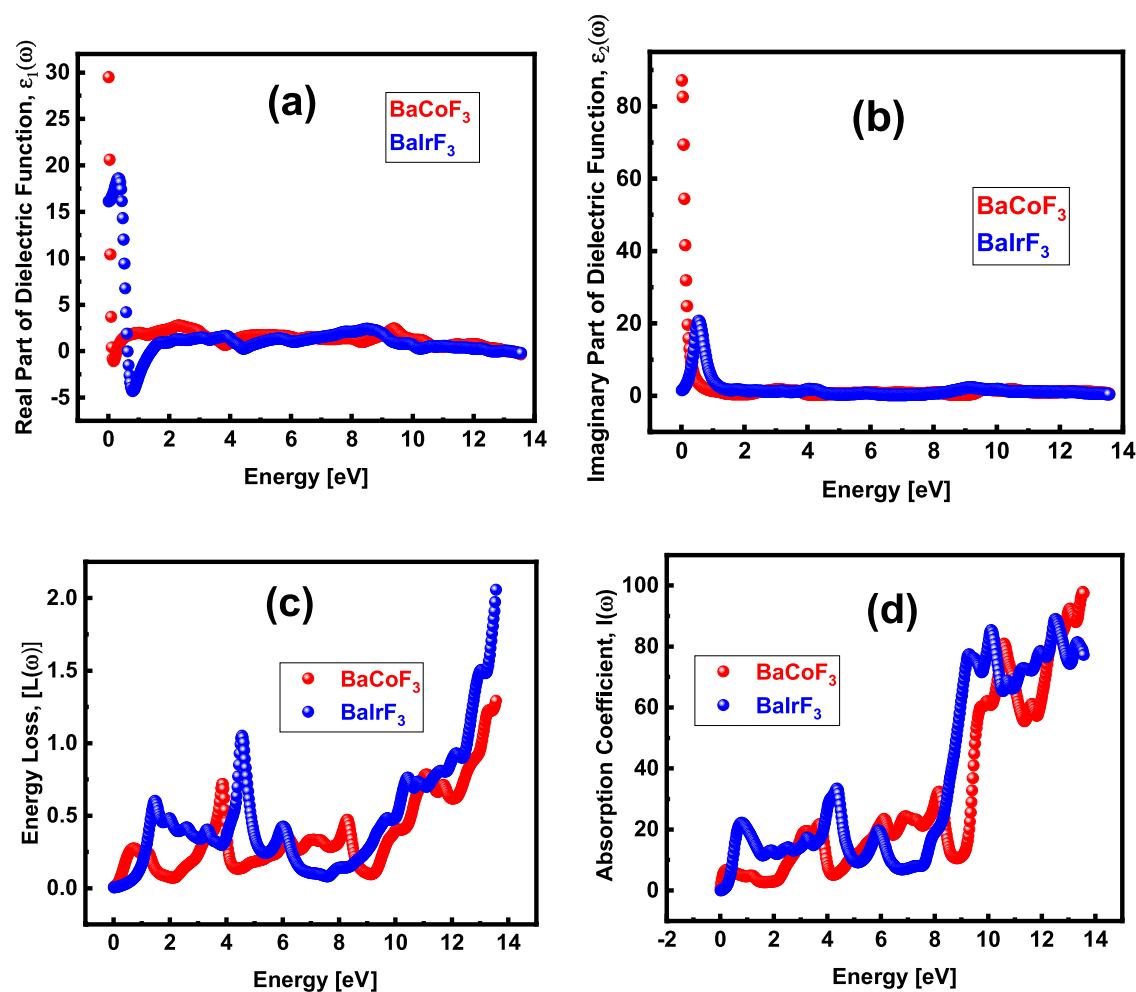 (a)
Real Part of Dielectric Function, ε₁(ω)
30
25
20
15
10
5
0
-5
BaCoF₃
BaIrF₃
0 2 4 6 8 10 12 14
Energy [eV]
(b)
Imaginary Part of Dielectric Function, ε₂(ω)
80
60
40
20
0
BaCoF₃
BaIrF₃
0 2 4 6 8 10 12 14
Energy [eV]
(c)
Energy Loss, [L(ω)]
2.0
1.5
1.0
0.5
0.0
BaCoF₃
BaIrF₃
0 2 4 6 8 10 12 14
Energy [eV]
(d)
Absorption Coefficient, I(ω)
100
80
60
40
20
0
BaCoF₃
BaIrF₃
-2 0 2 4 6 8 10 12 14
Energy [eV]